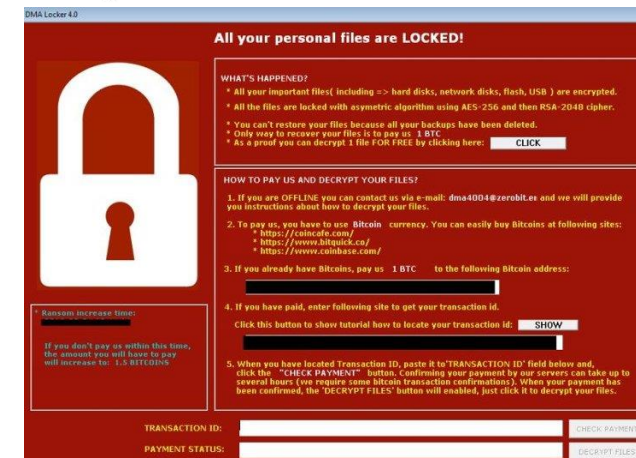 DMA Locker 4.0
All your personal files are LOCKED!
WHAT'S HAPPENED?
* All your important files( including => hard disks, network disks, flash, USB ) are encrypted.
* All the files are locked with asymetric algorithm using AES-256 and then RSA-2048 cipher.
* You can't restore your files because all your backups have been deleted.
* Only way to recover your files is to pay us 1 BTC
* As a proof you can decrypt 1 file FOR FREE by clicking here: CLICK
HOW TO PAY US AND DECRYPT YOUR FILES?
1. If you are OFFLINE you can contact us via e-mail: dma4004@zerobit.eu and we will provide
you instructions about how to decrypt your files.
2. To pay us, you have to use Bitcoin currency. You can easily buy Bitcoins at following sites:
* https://coincafe.com/
* https://www.bitquick.co/
* https://www.coinbase.com/
3. If you already have Bitcoins, pay us 1 BTC to the following Bitcoin address:
4. If you have paid, enter following site to get your transaction id.
Click this button to show tutorial how to locate your transaction id: SHOW
5. When you have located Transaction ID, paste it to'TRANSACTION ID' field below and,
click the "CHECK PAYMENT" button. Confirming your payment by our servers can take up to
several hours (we require some bitcoin transaction confirmations). When your payment has
been confirmed, the 'DECRYPT FILES' button will enabled, just click it to decrypt your files.
* Ransom increase time:
If you don't pay us within this time,
the amount you will have to pay
will increase to: 1.5 BITCOINS
TRANSACTION ID:
CHECK PAYMENT
PAYMENT STATUS:
DECRYPT FILES